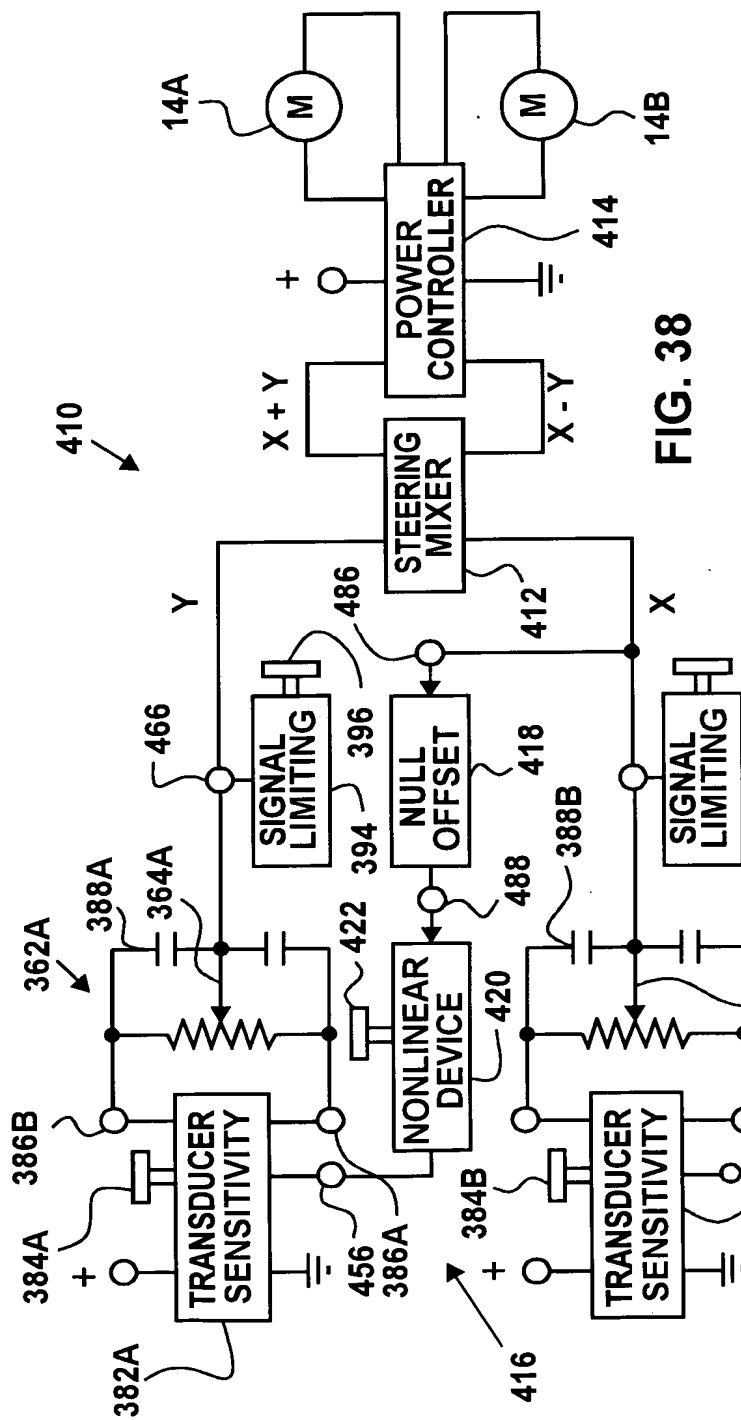 410
362A
386B
384A
+
TRANSDUCER
SENSITIVITY
382A
456
386A
388A
364A
466
Y
SIGNAL
LIMITING
394
396
422
NONLINEAR
DEVICE
420
488
NULL
OFFSET
418
486
STEERING
MIXER
412
X + Y
X - Y
+
POWER
CONTROLLER
414
M
14A
M
14B
416
384B
+
TRANSDUCER
SENSITIVITY
388B
SIGNAL
LIMITING
X
FIG. 38